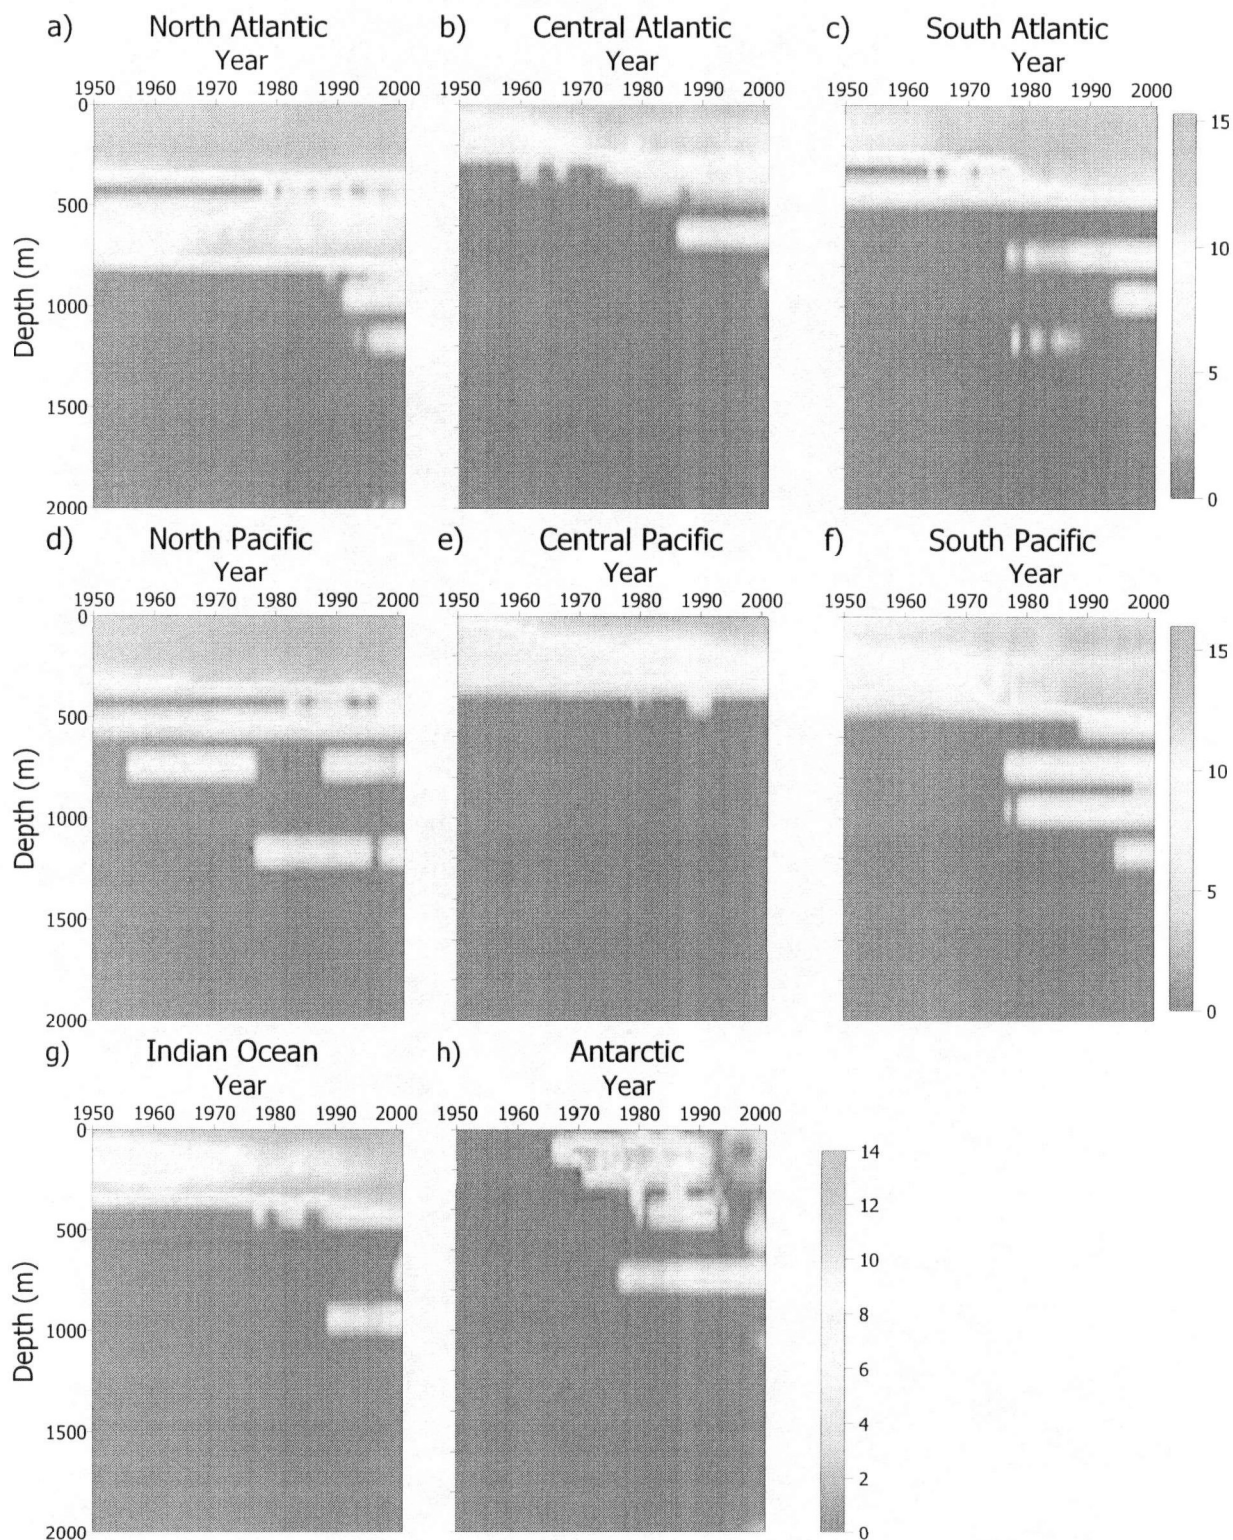 a) North Atlantic b) Central Atlantic c) South Atlantic
Year Year Year
1950 1960 1970 1980 1990 2000 1950 1960 1970 1980 1990 2000 1950 1960 1970 1980 1990 2000
0
15
500
10
Depth (m)
1000
5
1500
0
2000
d) North Pacific e) Central Pacific f) South Pacific
Year Year Year
1950 1960 1970 1980 1990 2000 1950 1960 1970 1980 1990 2000 1950 1960 1970 1980 1990 2000
0
15
500
10
Depth (m)
1000
5
1500
0
2000
g) Indian Ocean h) Antarctic
Year Year
1950 1960 1970 1980 1990 2000 1950 1960 1970 1980 1990 2000
0
14
12
500
10
Depth (m)
8
1000
6
4
1500
2
2000
0